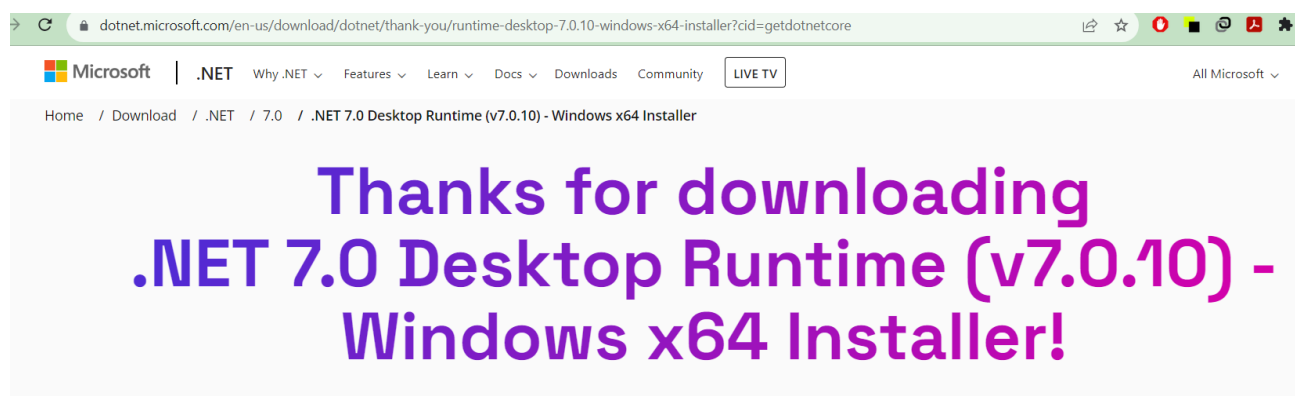 dotnet.microsoft.com/en-us/download/dotnet/thank-you/runtime-desktop-7.0.10-windows-x64-installer?cid=getdotnetcore
Microsoft | .NET Why .NET Features Learn Docs Downloads Community LIVE TV All Microsoft
Home / Download / .NET / 7.0 / .NET 7.0 Desktop Runtime (v7.0.10) - Windows x64 Installer
Thanks for downloading
.NET 7.0 Desktop Runtime (v7.0.10) -
Windows x64 Installer!